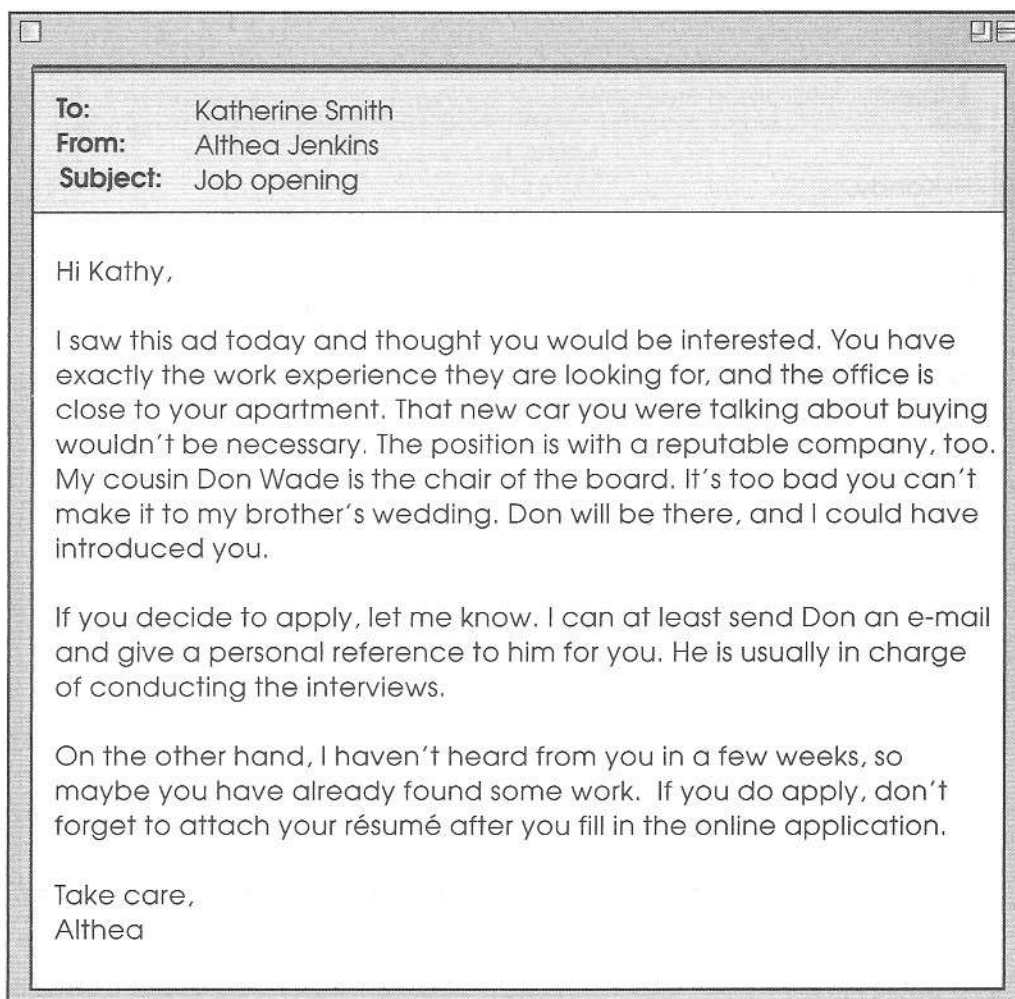 To: Katherine Smith
From: Althea Jenkins
Subject: Job opening
Hi Kathy,
I saw this ad today and thought you would be interested. You have
exactly the work experience they are looking for, and the office is
close to your apartment. That new car you were talking about buying
wouldn't be necessary. The position is with a reputable company, too.
My cousin Don Wade is the chair of the board. It's too bad you can't
make it to my brother's wedding. Don will be there, and I could have
introduced you.
If you decide to apply, let me know. I can at least send Don an e-mail
and give a personal reference to him for you. He is usually in charge
of conducting the interviews.
On the other hand, I haven't heard from you in a few weeks, so
maybe you have already found some work. If you do apply, don't
forget to attach your résumé after you fill in the online application.
Take care,
Althea